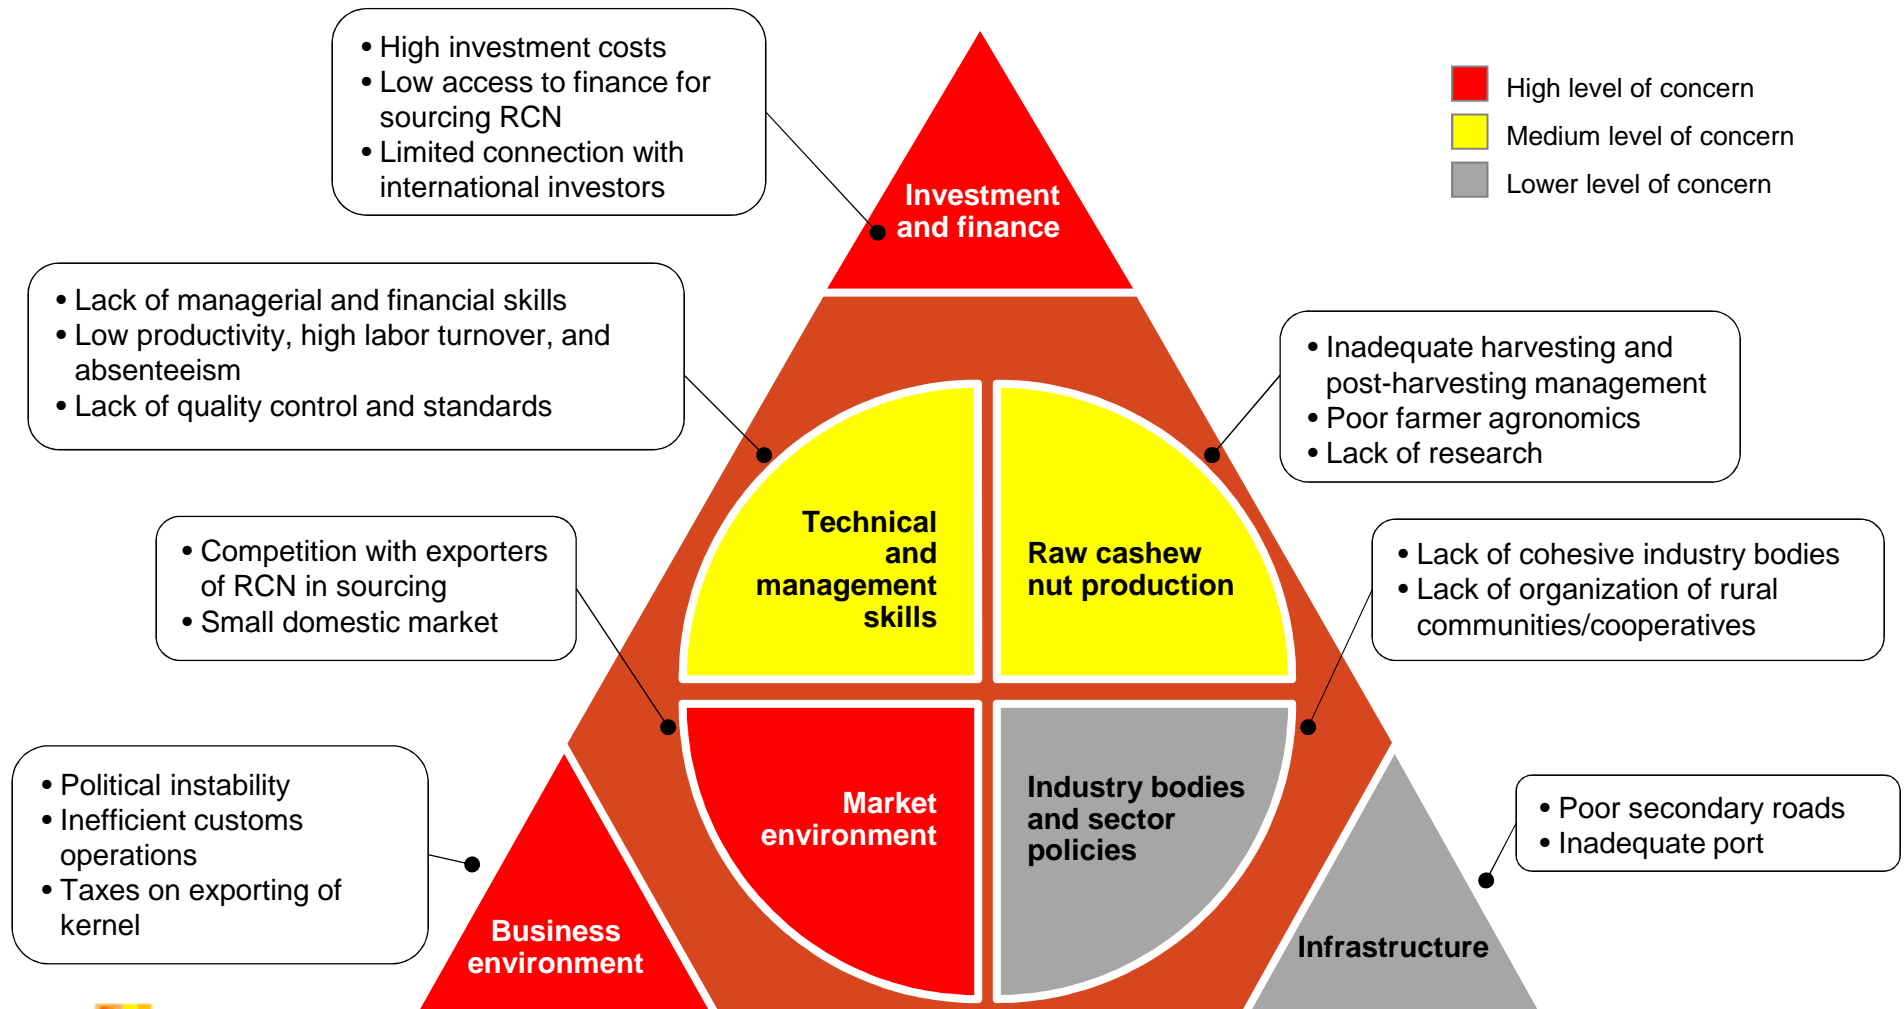 • High investment costs
• Low access to finance for
sourcing RCN
• Limited connection with
international investors
High level of concern
Medium level of concern
Lower level of concern
Investment
and finance
• Lack of managerial and financial skills
• Low productivity, high labor turnover, and
absenteeism
• Lack of quality control and standards
• Inadequate harvesting and
post-harvesting management
• Poor farmer agronomics
• Lack of research
Technical
and
management
skills
Raw cashew
nut production
• Competition with exporters
of RCN in sourcing
• Small domestic market
• Lack of cohesive industry bodies
• Lack of organization of rural
communities/cooperatives
Market
environment
Industry bodies
and sector
policies
• Political instability
• Inefficient customs
operations
• Taxes on exporting of
kernel
• Poor secondary roads
• Inadequate port
Business
environment
Infrastructure